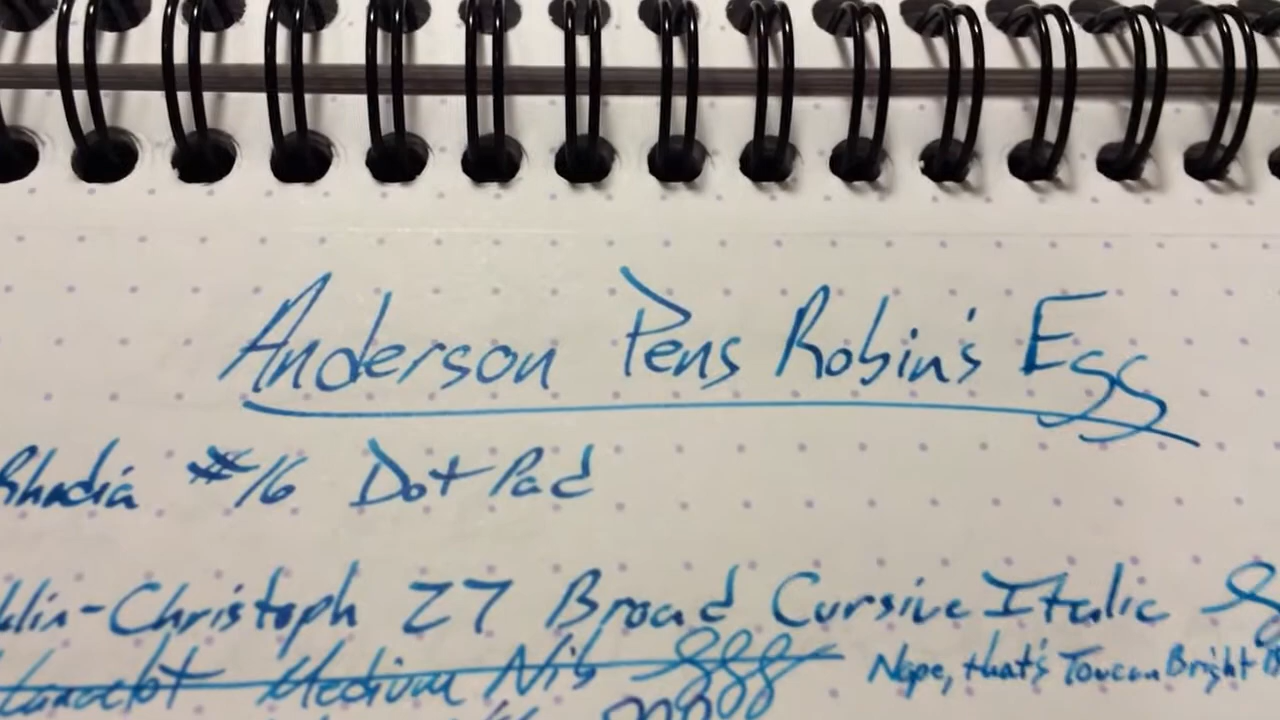 Anderson Pens Robin's Egg
Rhodia #16 Dot Pad
klin-Christoph Z7 Broad Cursive Italic
Medium Nib Nope, that's Toucan Bright